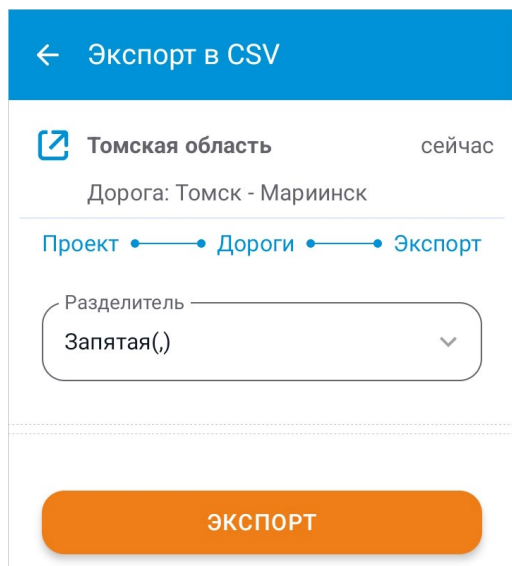 Экспорт в CSV
Томская область сейчас
Дорога: Томск - Мариинск
Проект Дороги Экспорт
Разделитель
Запятая(,)
ЭКСПОРТ